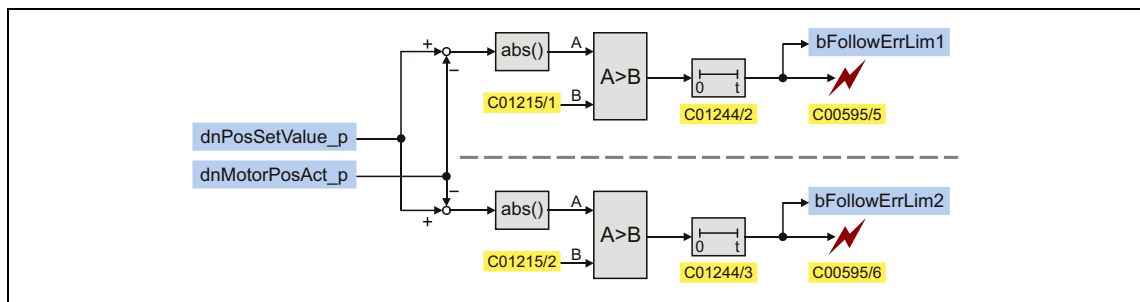 bFollowErrLim1
+
abs()
A
−
A>B
B
0 t
C01215/1
C01244/2
C00595/5
dnPosSetValue_p
dnMotorPosAct_p
bFollowErrLim2
−
abs()
A
+
A>B
B
0 t
C01215/2
C01244/3
C00595/6